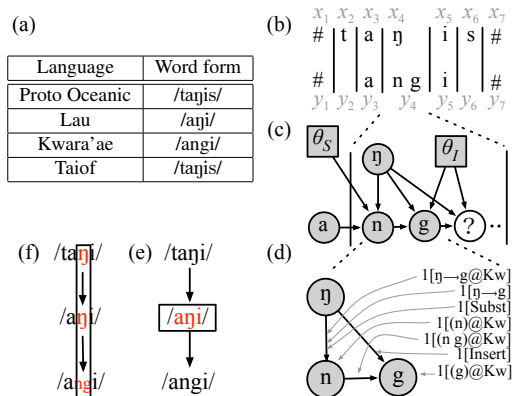 (a)
Language Word form
Proto Oceanic /taŋis/
Lau /aŋi/
Kwara'ae /angi/
Taiof /taŋis/
(b)
x1 x2 x3 x4 x5 x6 x7
# t a ŋ i s #
# a n g i #
y1 y2 y3 y4 y5 y6 y7
(c)
θS ŋ θI
a n g ? ··
(f) (e)
/taŋi/ /taŋi/
/aŋi/ /aŋi/
/angi/ /angi/
(d)
ŋ
n g
1[ŋ→g@Kw]
1[ŋ→g]
1[Subst]
1[(n)@Kw]
1[(n g)@Kw]
1[Insert]
1[(g)@Kw]